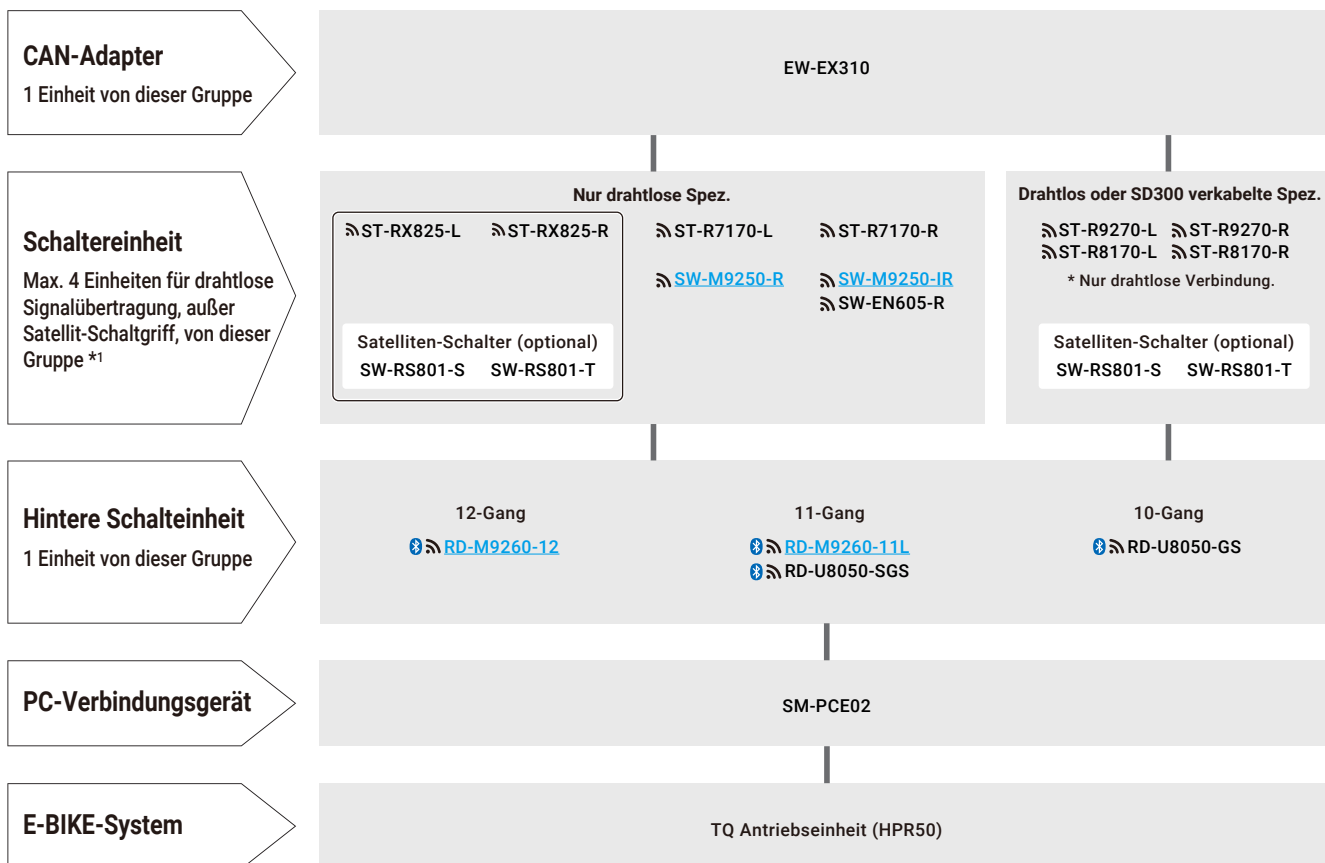 CAN-Adapter
1 Einheit von dieser Gruppe
EW-EX310
Schaltereinheit
Max. 4 Einheiten für drahtlose
Signalübertragung, außer
Satellit-Schaltgriff, von dieser
Gruppe *1
Nur drahtlose Spez.
ST-RX825-L ST-RX825-R ST-R7170-L ST-R7170-R
SW-M9250-R SW-M9250-IR
SW-EN605-R
Satelliten-Schalter (optional)
SW-RS801-S SW-RS801-T
Drahtlos oder SD300 verkabelte Spez.
ST-R9270-L ST-R9270-R
ST-R8170-L ST-R8170-R
* Nur drahtlose Verbindung.
Satelliten-Schalter (optional)
SW-RS801-S SW-RS801-T
Hintere Schalteinheit
1 Einheit von dieser Gruppe
12-Gang
RD-M9260-12
11-Gang
RD-M9260-11L
RD-U8050-SGS
10-Gang
RD-U8050-GS
PC-Verbindungsgerät
SM-PCE02
E-BIKE-System
TQ Antriebseinheit (HPR50)